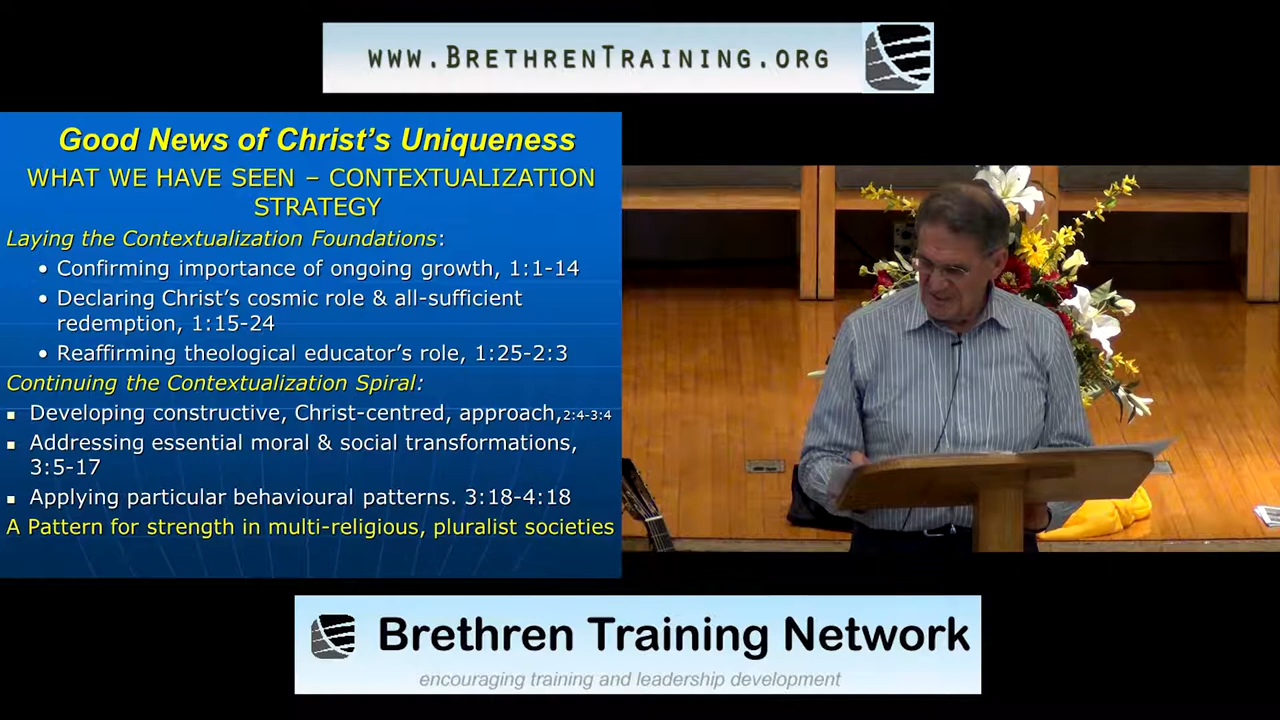 www.BrethrenTraining.org
Good News of Christ's Uniqueness
WHAT WE HAVE SEEN – CONTEXTUALIZATION
STRATEGY
Laying the Contextualization Foundations:
• Confirming importance of ongoing growth, 1:1-14
• Declaring Christ's cosmic role & all-sufficient
redemption, 1:15-24
• Reaffirming theological educator's role, 1:25-2:3
Continuing the Contextualization Spiral:
▪ Developing constructive, Christ-centred, approach,2:4-3:4
▪ Addressing essential moral & social transformations,
3:5-17
▪ Applying particular behavioural patterns. 3:18-4:18
A Pattern for strength in multi-religious, pluralist societies
Brethren Training Network
encouraging training and leadership development